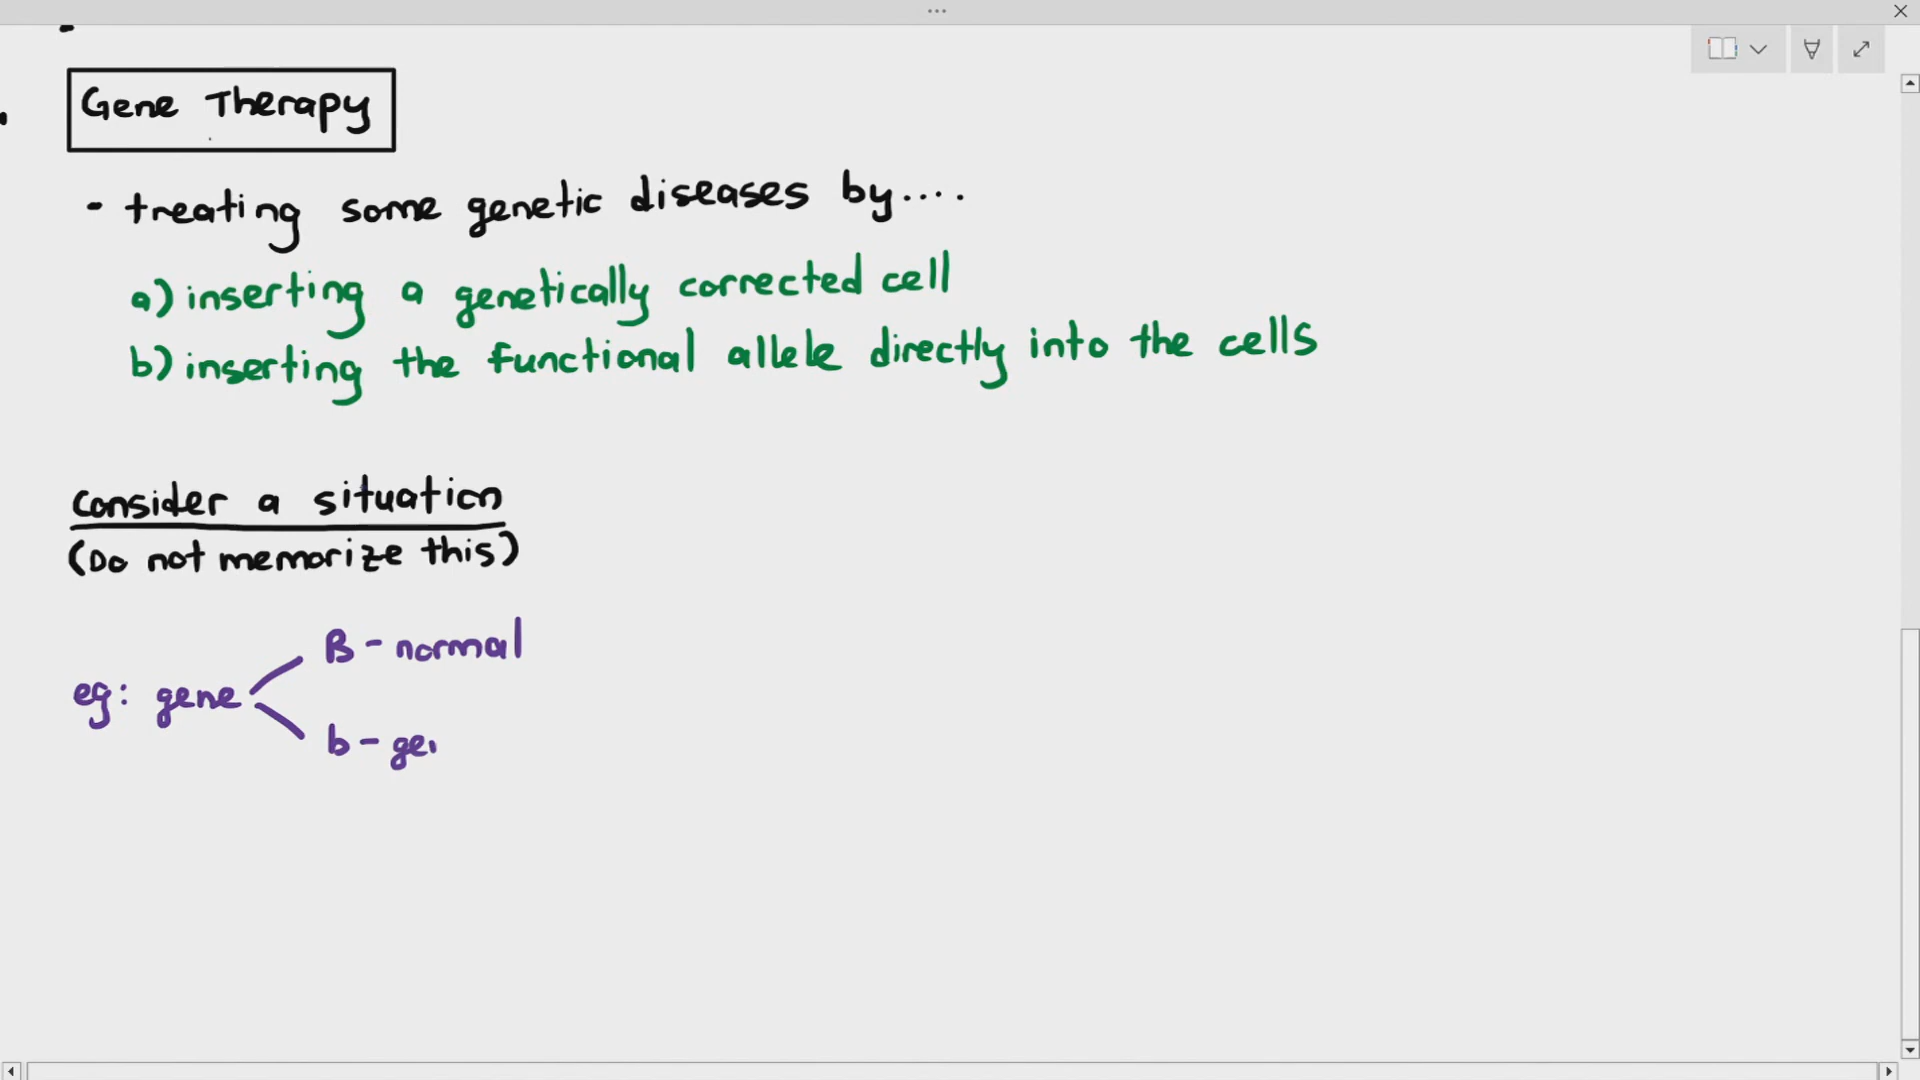 Gene Therapy
- treating some genetic diseases by....
a) inserting a genetically corrected cell
b) inserting the functional allele directly into the cells
Consider a situation
(Do not memorize this)
B - normal
eg: gene
b - ge